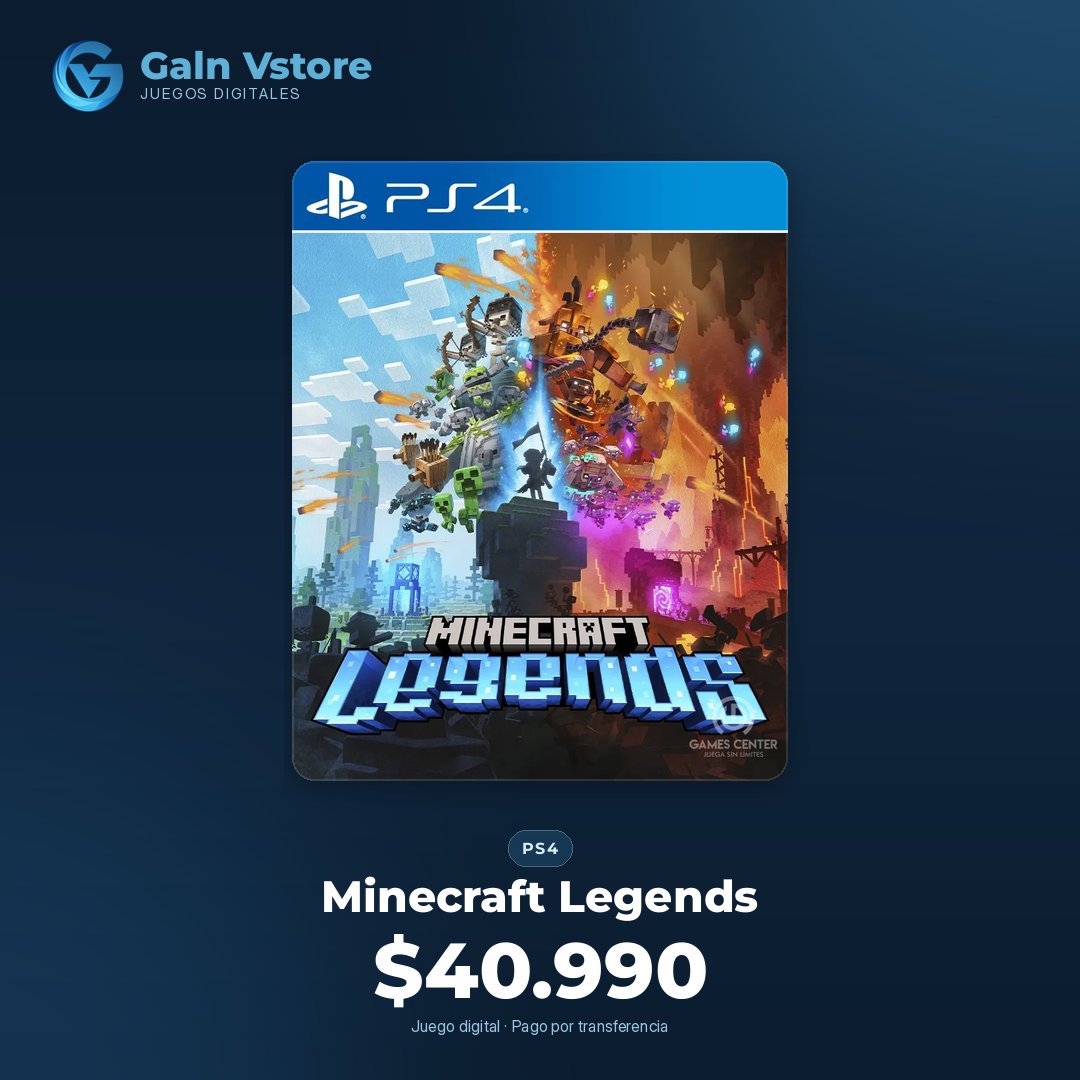 Galn Vstore
JUEGOS DIGITALES
PS4
MINECRAFT
Legends
GAMES CENTER
JUEGA SIN LÍMITES
PS4
Minecraft Legends
$40.990
Juego digital · Pago por transferencia